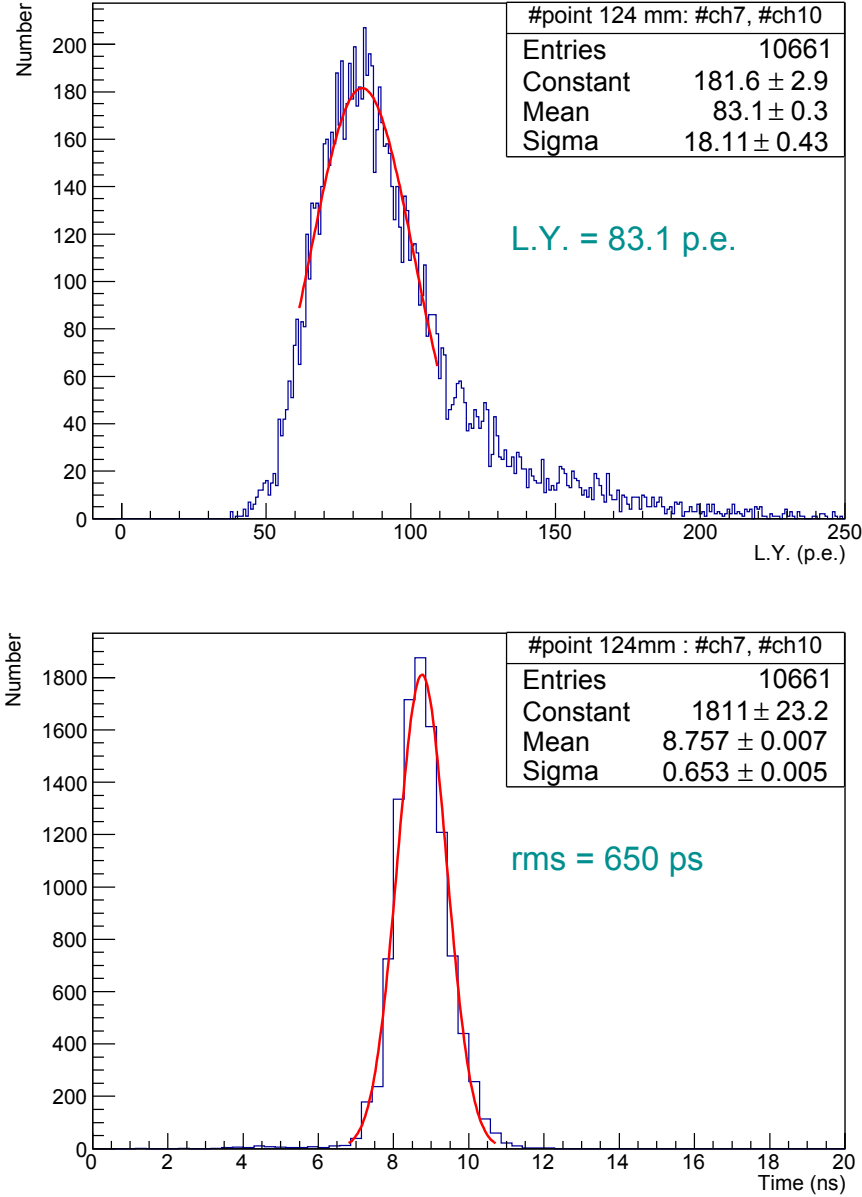 Number
#point 124 mm: #ch7, #ch10
Entries 10661
Constant 181.6 ± 2.9
Mean 83.1 ± 0.3
Sigma 18.11 ± 0.43
L.Y. = 83.1 p.e.
200
180
160
140
120
100
80
60
40
20
0
0 50 100 150 200 250
L.Y. (p.e.)
Number
#point 124mm : #ch7, #ch10
Entries 10661
Constant 1811 ± 23.2
Mean 8.757 ± 0.007
Sigma 0.653 ± 0.005
rms = 650 ps
1800
1600
1400
1200
1000
800
600
400
200
0
0 2 4 6 8 10 12 14 16 18 20
Time (ns)